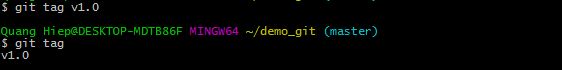 $ git tag v1.0
Quang Hiep@DESKTOP-MDTB86F MINGW64 ~/demo_git (master)
$ git tag
v1.0